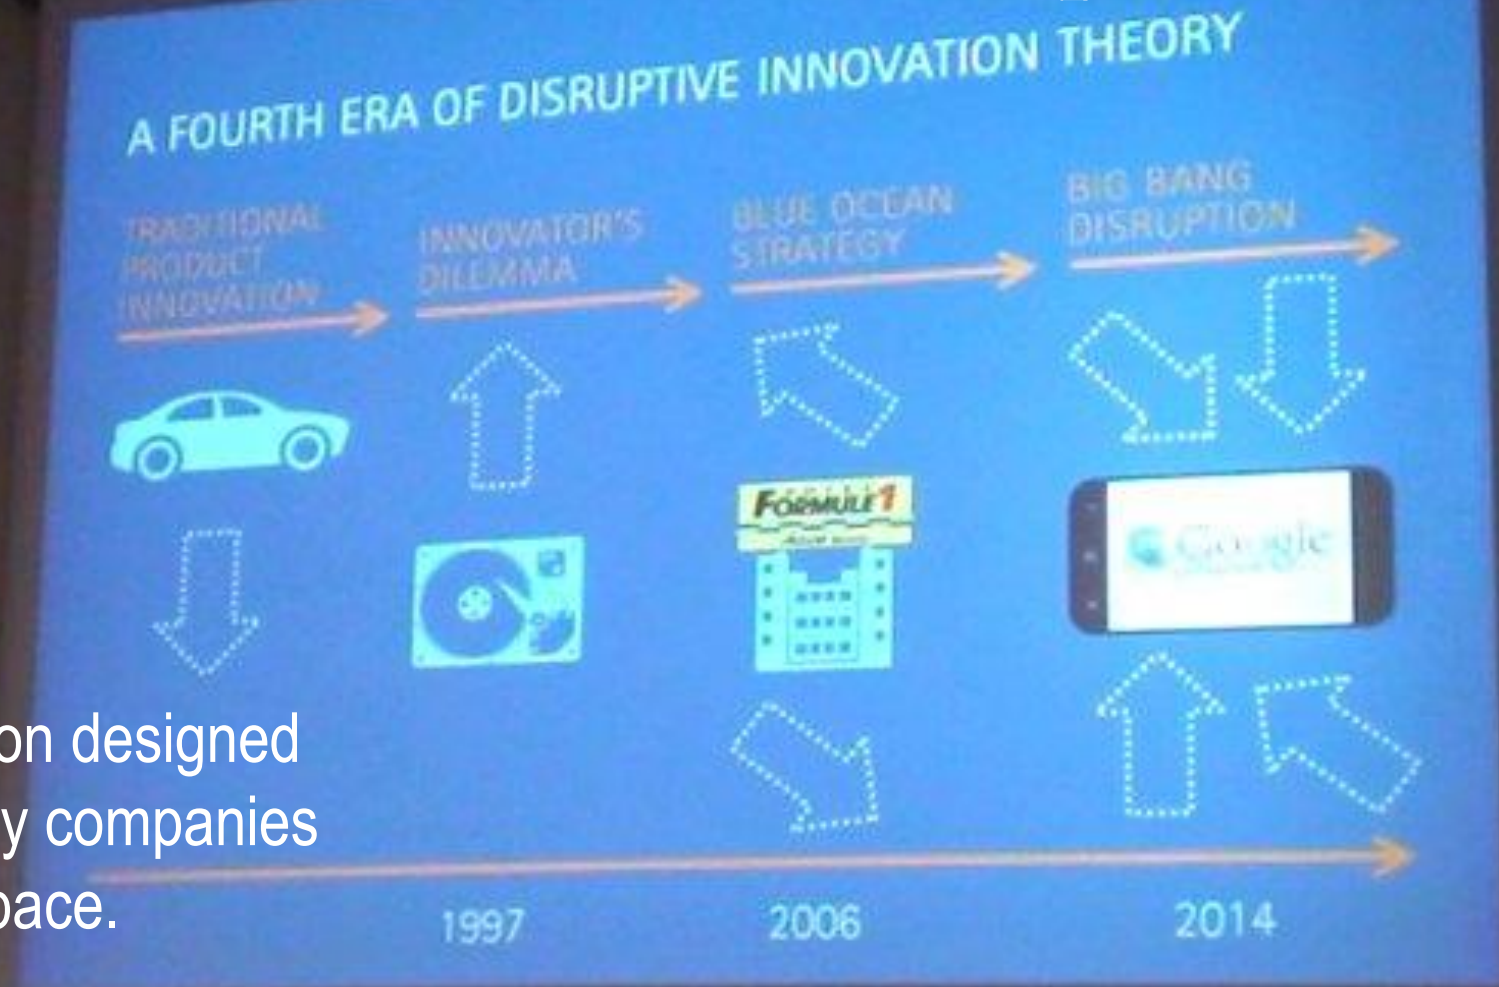 A FOURTH ERA OF DISRUPTIVE INNOVATION THEORY
TRADITIONAL
PRODUCT
INNOVATION
INNOVATOR'S
DILEMMA
BLUE OCEAN
STRATEGY
BIG BANG
DISRUPTION
FORMULE1
Google
on designed
y companies
pace.
1997
2006
2014